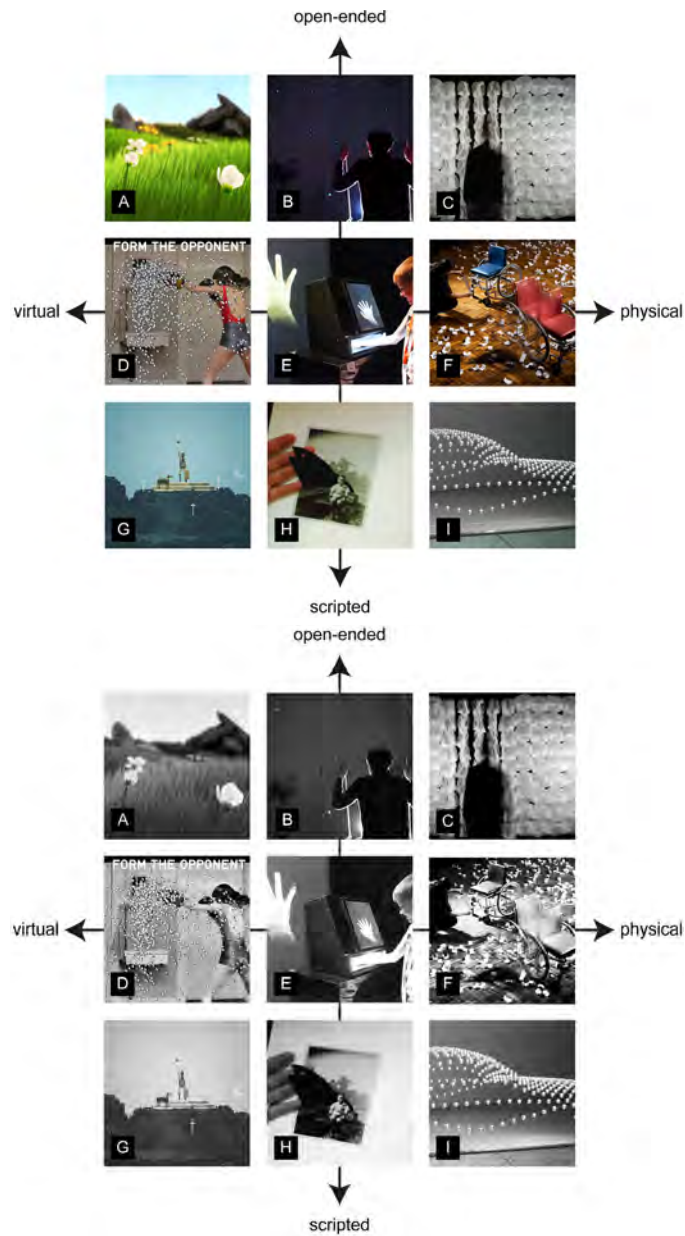 open-ended
A
B
C
FORM THE OPPONENT
virtual
physical
D
E
F
G
H
I
scripted
open-ended
A
B
C
FORM THE OPPONENT
virtual
physical
D
E
F
G
H
I
scripted